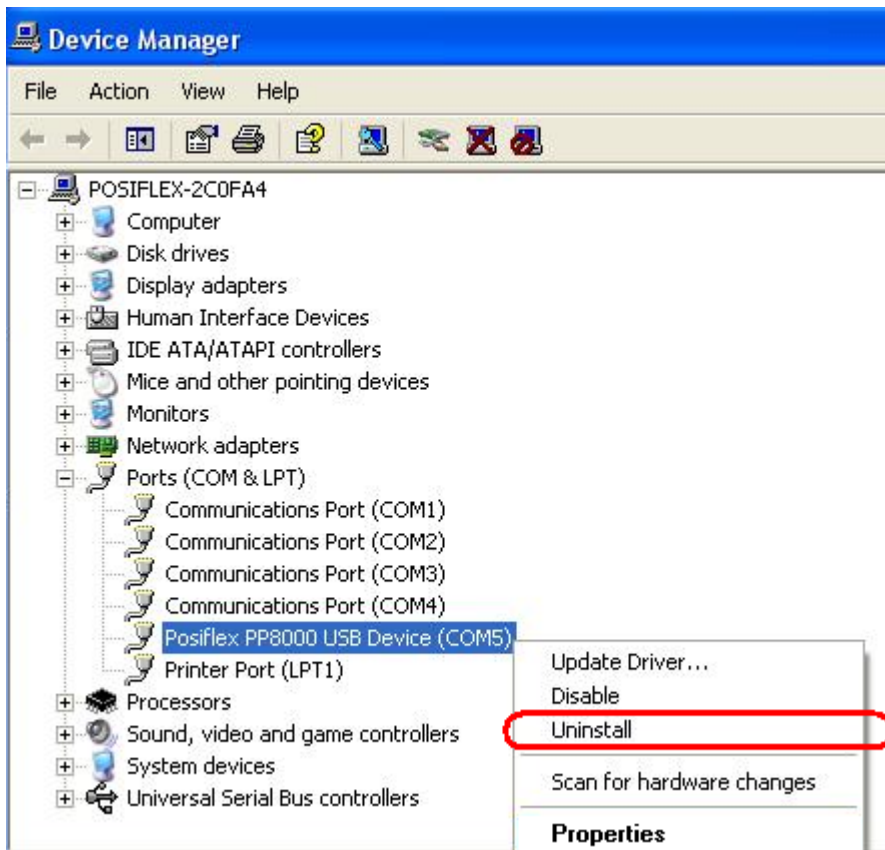 Device Manager
File Action View Help
POSIFLEX-2C0FA4
Computer
Disk drives
Display adapters
Human Interface Devices
IDE ATA/ATAPI controllers
Mice and other pointing devices
Monitors
Network adapters
Ports (COM & LPT)
Communications Port (COM1)
Communications Port (COM2)
Communications Port (COM3)
Communications Port (COM4)
Posiflex PP8000 USB Device (COM5)
Printer Port (LPT1)
Processors
Sound, video and game controllers
System devices
Universal Serial Bus controllers
Update Driver...
Disable
Uninstall
Scan for hardware changes
Properties